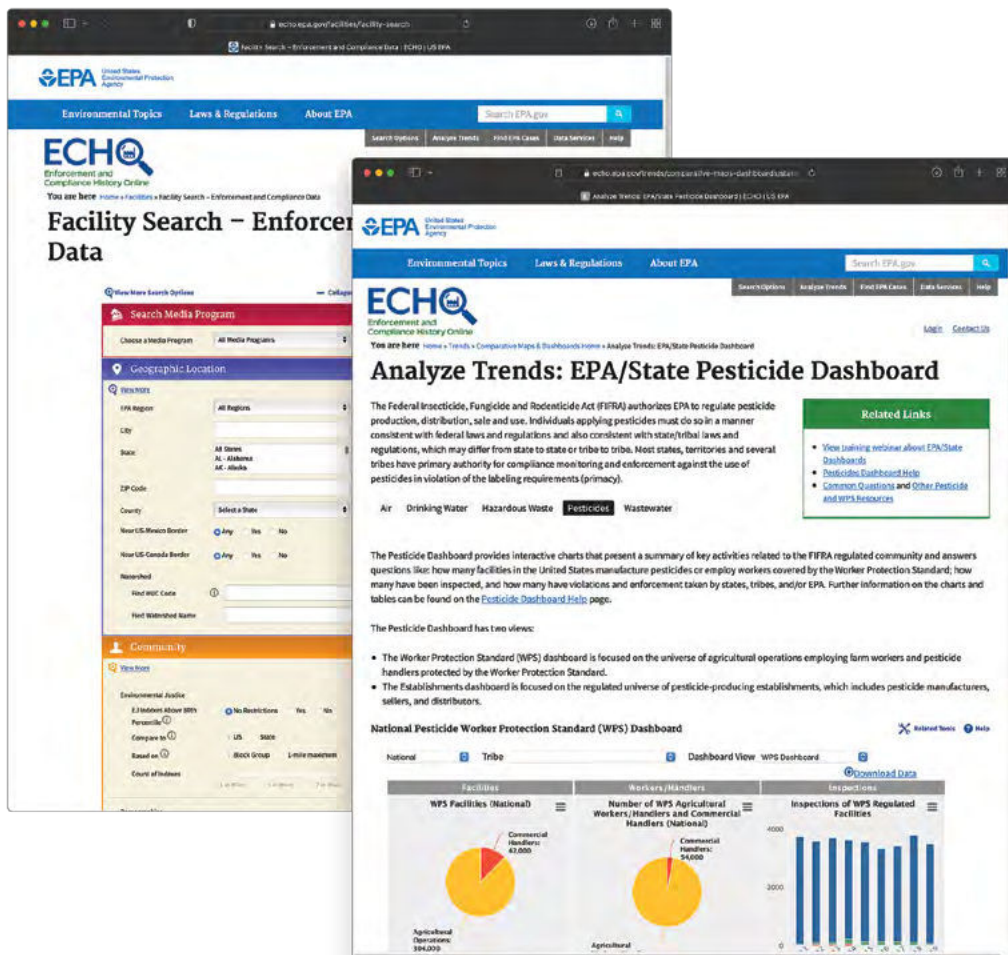 echo.epa.gov/facilities/facility-search
Facility Search – Enforcement and Compliance Data | ECHO | US EPA
EPA
United States
Environmental Protection
Agency
Environmental Topics Laws & Regulations About EPA Search EPA.gov
Search Options Analyze Trends Find EPA Cases Data Services Help
ECHO
Enforcement and
Compliance History Online
You are here: Home » Facilities » Facility Search – Enforcement and Compliance Data
Facility Search – Enforce
Data
View More Search Options
Search Media Program
Choose a Media Program All Media Programs
Geographic Location
View More
EPA Region All Regions
City
State
All States
AL - Alabama
AK - Alaska
ZIP Code
County Select a State
Near US-Mexico Border Any Yes No
Near US-Canada Border Any Yes No
Watershed
Find HUC Code
Find Watershed Name
Community
View More
Environmental Justice
EJ Indexes Above 80th
Percentile No Restrictions Yes No
Compare to US State
Based on Block Group 1-mile maximum
Count of Indexes
echo.epa.gov/trends/comparative-maps-dashboards/state
Analyze Trends: EPA/State Pesticide Dashboard | ECHO | US EPA
EPA
United States
Environmental Protection
Agency
Environmental Topics Laws & Regulations About EPA Search EPA.gov
Search Options Analyze Trends Find EPA Cases Data Services Help
ECHO
Enforcement and
Compliance History Online
Login Contact Us
You are here: Home » Trends » Comparative Maps & Dashboards Home » Analyze Trends: EPA/State Pesticide Dashboard
Analyze Trends: EPA/State Pesticide Dashboard
The Federal Insecticide, Fungicide and Rodenticide Act (FIFRA) authorizes EPA to regulate pesticide
production, distribution, sale and use. Individuals applying pesticides must do so in a manner
consistent with federal laws and regulations and also consistent with state/tribal laws and
regulations, which may differ from state to state or tribe to tribe. Most states, territories and several
tribes have primary authority for compliance monitoring and enforcement against the use of
pesticides in violation of the labeling requirements (primacy).
Related Links
View training webinar about EPA/State
Dashboards
Pesticides Dashboard Help
Common Questions and Other Pesticide
and WPS Resources
Air Drinking Water Hazardous Waste Pesticides Wastewater
The Pesticide Dashboard provides interactive charts that present a summary of key activities related to the FIFRA regulated community and answers
questions like: how many facilities in the United States manufacture pesticides or employ workers covered by the Worker Protection Standard; how
many have been inspected, and how many have violations and enforcement taken by states, tribes, and/or EPA. Further information on the charts and
tables can be found on the Pesticide Dashboard Help page.
The Pesticide Dashboard has two views:
• The Worker Protection Standard (WPS) dashboard is focused on the universe of agricultural operations employing farm workers and pesticide
handlers protected by the Worker Protection Standard.
• The Establishments dashboard is focused on the regulated universe of pesticide-producing establishments, which includes pesticide manufacturers,
sellers, and distributors.
National Pesticide Worker Protection Standard (WPS) Dashboard Related Tools Help
National Tribe Dashboard View WPS Dashboard
Download Data
Facilities Workers/Handlers Inspections
WPS Facilities (National)
Commercial
Handlers:
42,000
Agricultural
Operations:
304,000
Number of WPS Agricultural
Workers/Handlers and Commercial
Handlers (National)
Commercial
Handlers:
54,000
Agricultural
Inspections of WPS Regulated
Facilities
4000
2000
0